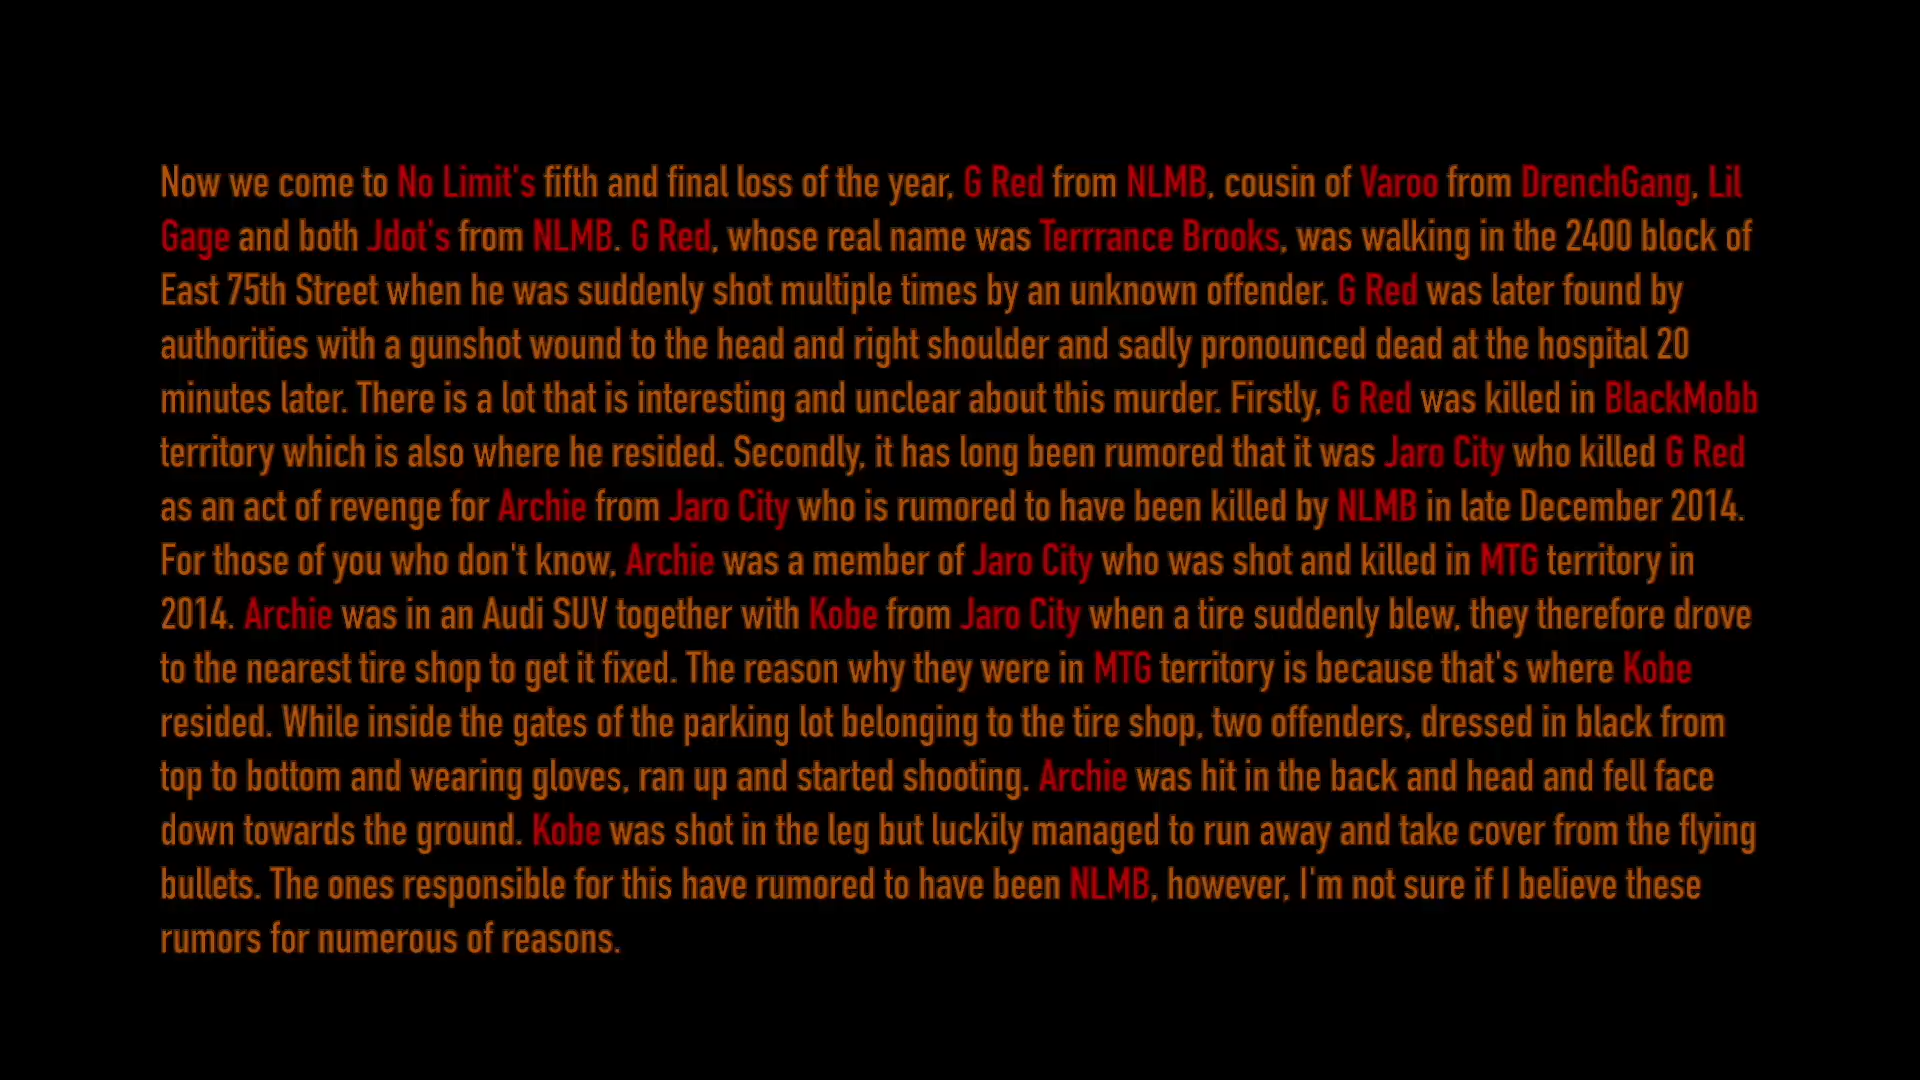 Now we come to No Limit's fifth and final loss of the year, G Red from NLMB, cousin of Varoo from DrenchGang, Lil
Gage and both Jdot's from NLMB. G Red, whose real name was Terrrance Brooks, was walking in the 2400 block of
East 75th Street when he was suddenly shot multiple times by an unknown offender. G Red was later found by
authorities with a gunshot wound to the head and right shoulder and sadly pronounced dead at the hospital 20
minutes later. There is a lot that is interesting and unclear about this murder. Firstly, G Red was killed in BlackMobb
territory which is also where he resided. Secondly, it has long been rumored that it was Jaro City who killed G Red
as an act of revenge for Archie from Jaro City who is rumored to have been killed by NLMB in late December 2014.
For those of you who don't know, Archie was a member of Jaro City who was shot and killed in MTG territory in
2014. Archie was in an Audi SUV together with Kobe from Jaro City when a tire suddenly blew, they therefore drove
to the nearest tire shop to get it fixed. The reason why they were in MTG territory is because that's where Kobe
resided. While inside the gates of the parking lot belonging to the tire shop, two offenders, dressed in black from
top to bottom and wearing gloves, ran up and started shooting. Archie was hit in the back and head and fell face
down towards the ground. Kobe was shot in the leg but luckily managed to run away and take cover from the flying
bullets. The ones responsible for this have rumored to have been NLMB, however, I'm not sure if I believe these
rumors for numerous of reasons.